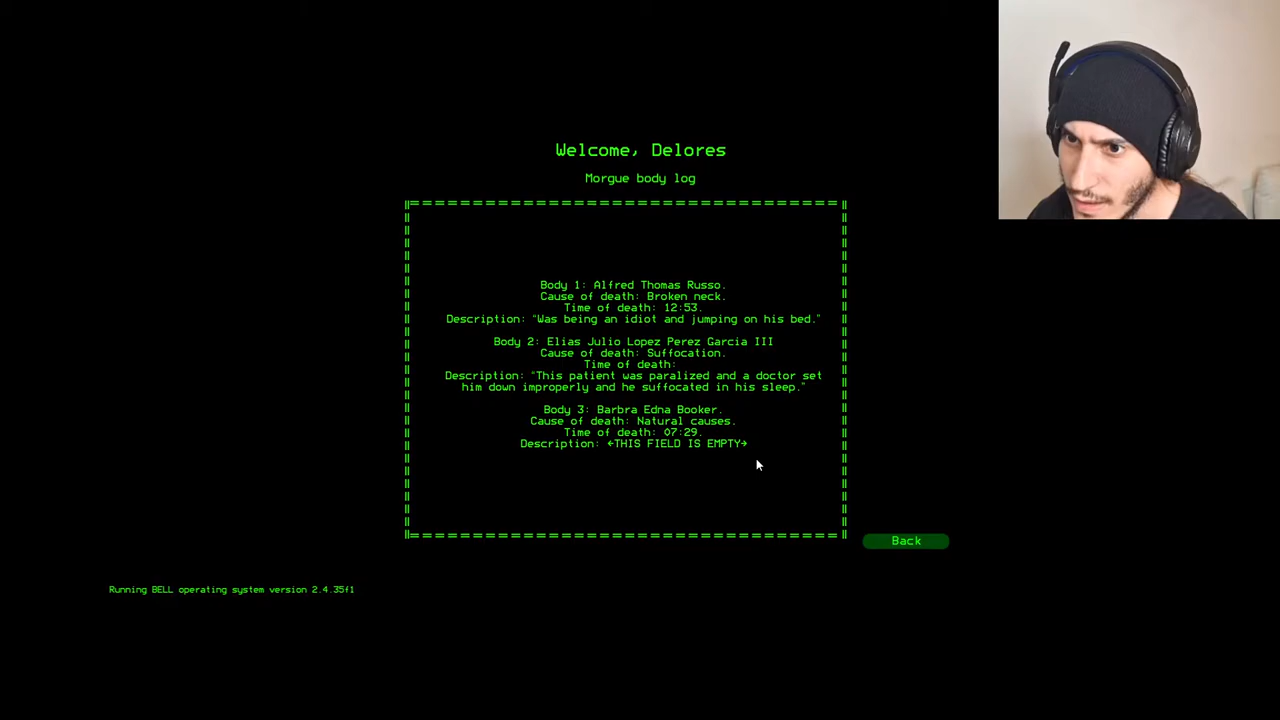 Welcome, Delores
Morgue body log
Body 1: Alfred Thomas Russo.
Cause of death: Broken neck.
Time of death: 12:53.
Description: "Was being an idiot and jumping on his bed."
Body 2: Elias Julio Lopez Perez Garcia III
Cause of death: Suffocation.
Time of death:
Description: "This patient was paralized and a doctor set
him down improperly and he suffocated in his sleep."
Body 3: Barbra Edna Booker.
Cause of death: Natural causes.
Time of death: 07:29.
Description: ←THIS FIELD IS EMPTY→
Back
Running BELL operating system version 2.4.35f1